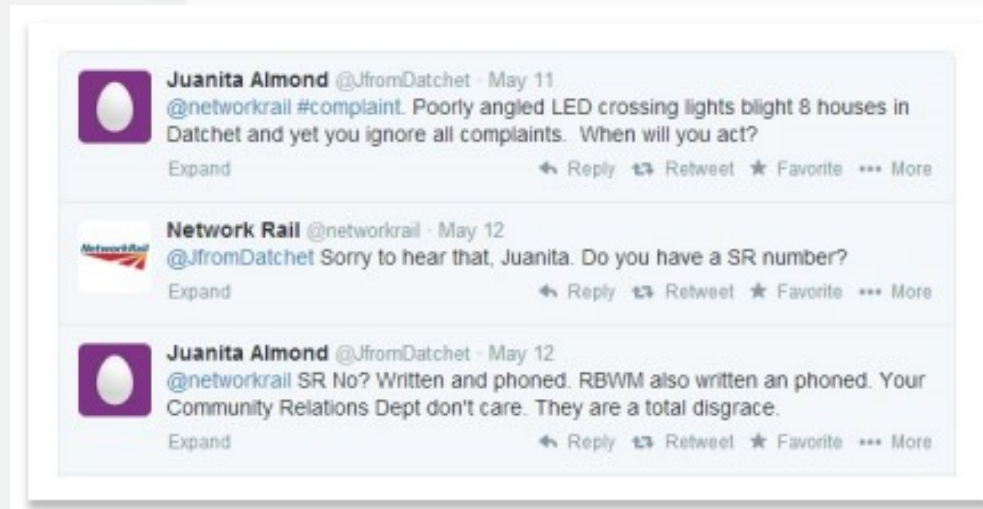 Juanita Almond @JfromDatchet · May 11
@networkrail #complaint. Poorly angled LED crossing lights blight 8 houses in
Datchet and yet you ignore all complaints. When will you act?
Expand Reply Retweet Favorite More
Network Rail @networkrail · May 12
NetworkRail
@JfromDatchet Sorry to hear that, Juanita. Do you have a SR number?
Expand Reply Retweet Favorite More
Juanita Almond @JfromDatchet · May 12
@networkrail SR No? Written and phoned. RBWM also written an phoned. Your
Community Relations Dept don't care. They are a total disgrace.
Expand Reply Retweet Favorite More